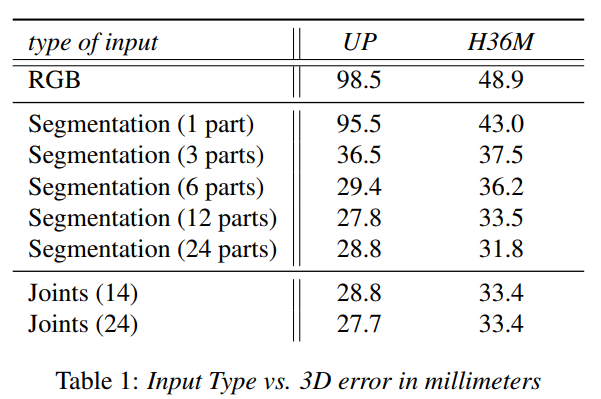 type of input UP H36M
RGB 98.5 48.9
Segmentation (1 part) 95.5 43.0
Segmentation (3 parts) 36.5 37.5
Segmentation (6 parts) 29.4 36.2
Segmentation (12 parts) 27.8 33.5
Segmentation (24 parts) 28.8 31.8
Joints (14) 28.8 33.4
Joints (24) 27.7 33.4
Table 1: Input Type vs. 3D error in millimeters